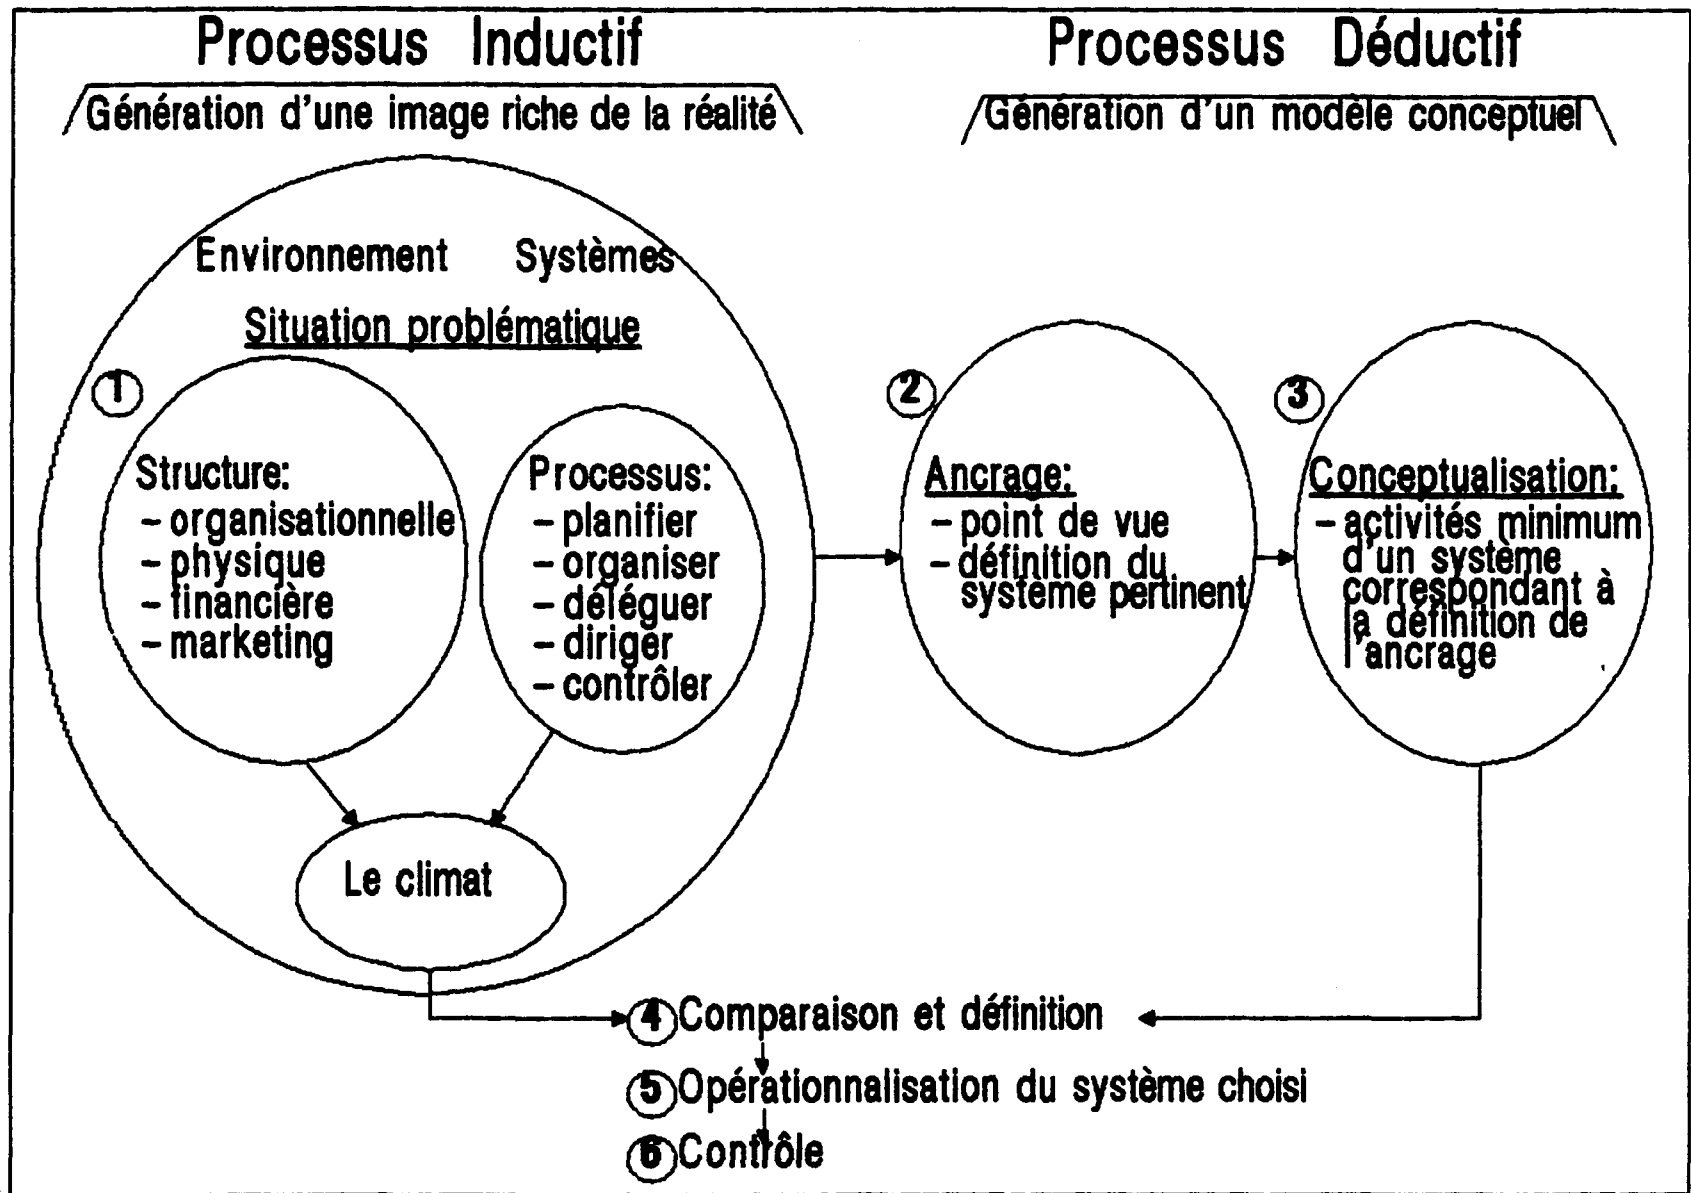 Processus Inductif
Génération d'une image riche de la réalité
Processus Déductif
Génération d'un modèle conceptuel
Environnement Systèmes
Situation problématique
1
Structure:
- organisationnelle
- physique
- financière
- marketing
Processus:
- planifier
- organiser
- déléguer
- diriger
- contrôler
Le climat
2
Ancrage:
- point de vue
- définition du
système pertinent
3
Conceptualisation:
- activités minimum
d'un système
correspondant à
la définition de
l'ancrage
4 Comparaison et définition
5 Opérationnalisation du système choisi
6 Contrôle